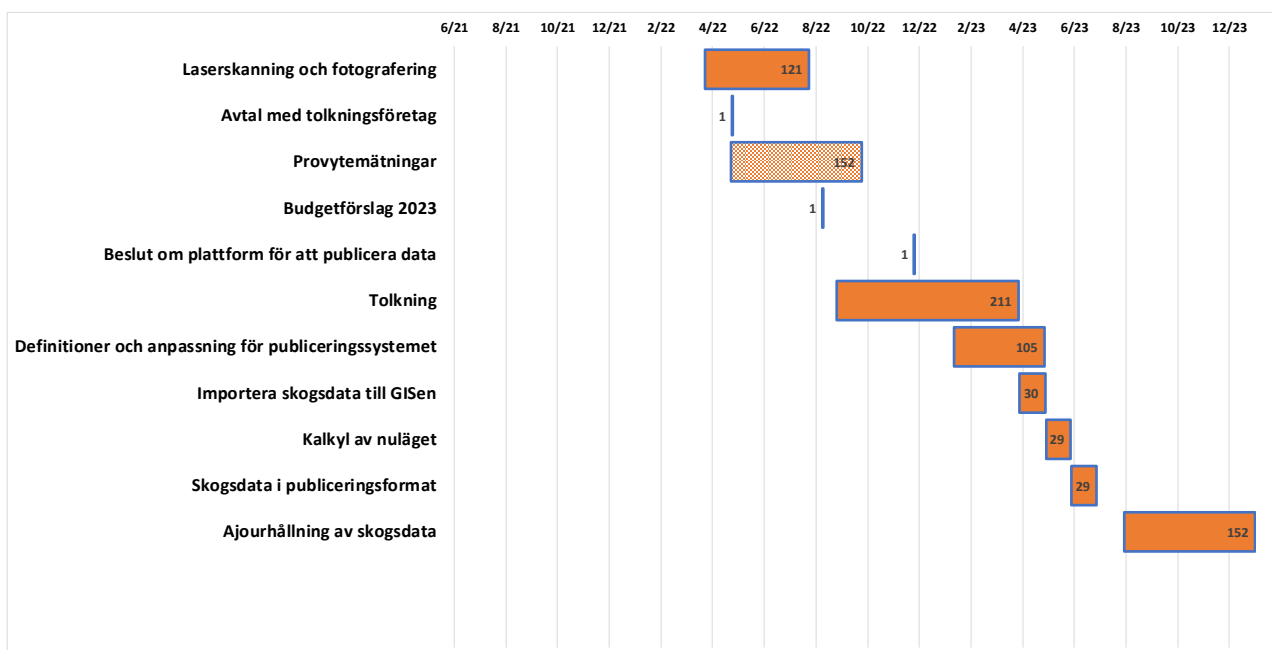 6/21 8/21 10/21 12/21 2/22 4/22 6/22 8/22 10/22 12/22 2/23 4/23 6/23 8/23 10/23 12/23
Laserskanning och fotografering 121
Avtal med tolkningsföretag 1
Provytemätningar 152
Budgetförslag 2023 1
Beslut om plattform för att publicera data 1
Tolkning 211
Definitioner och anpassning för publiceringssystemet 105
Importera skogsdata till GISen 30
Kalkyl av nuläget 29
Skogsdata i publiceringsformat 29
Ajourhållning av skogsdata 152